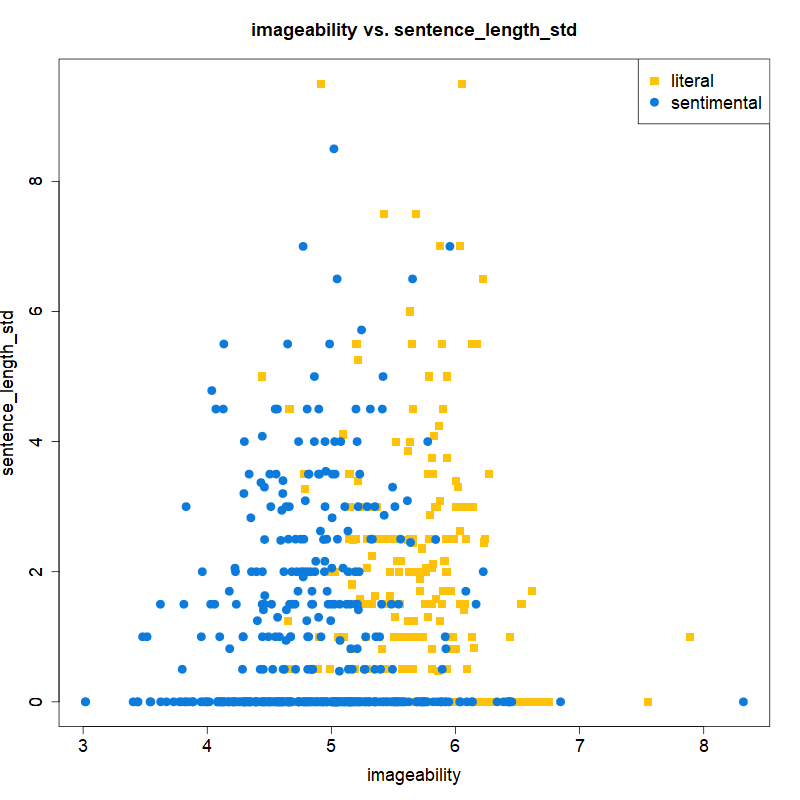 imageability vs. sentence_length_std
literal
sentimental
sentence_length_std
8
6
4
2
0
3 4 5 6 7 8
imageability